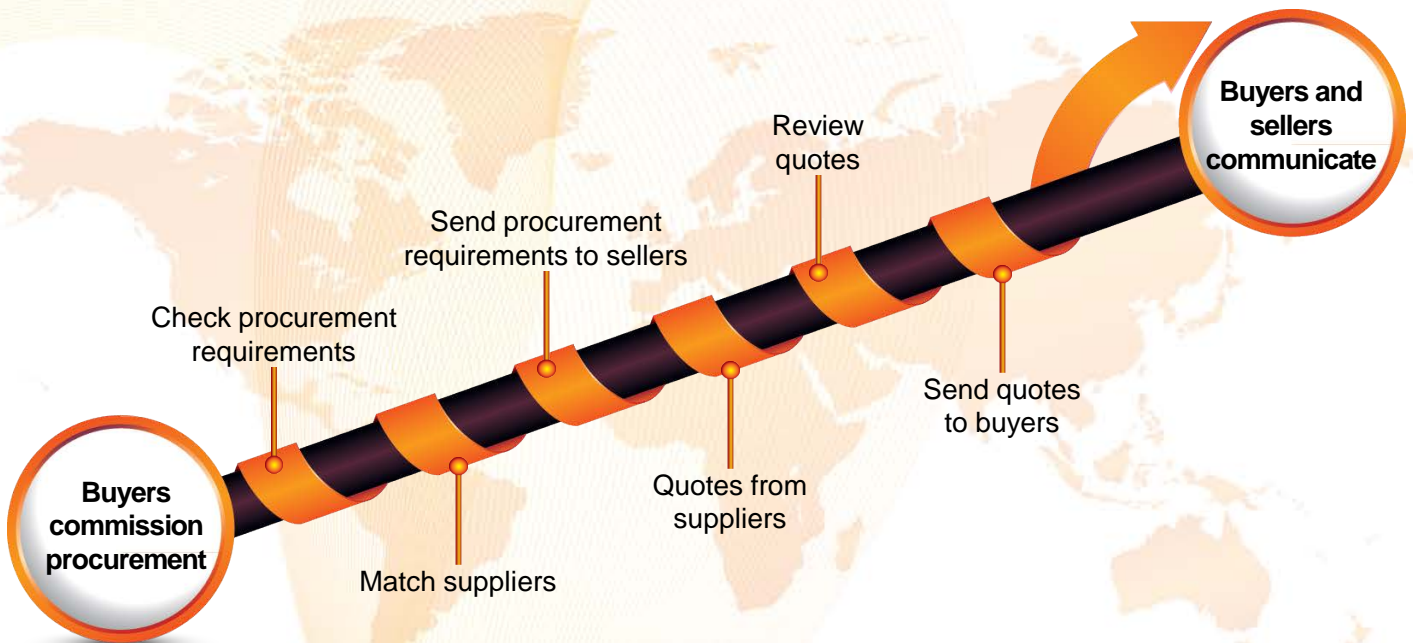 Buyers
commission
procurement
Check procurement
requirements
Match suppliers
Send procurement
requirements to sellers
Quotes from
suppliers
Review
quotes
Send quotes
to buyers
Buyers and
sellers
communicate